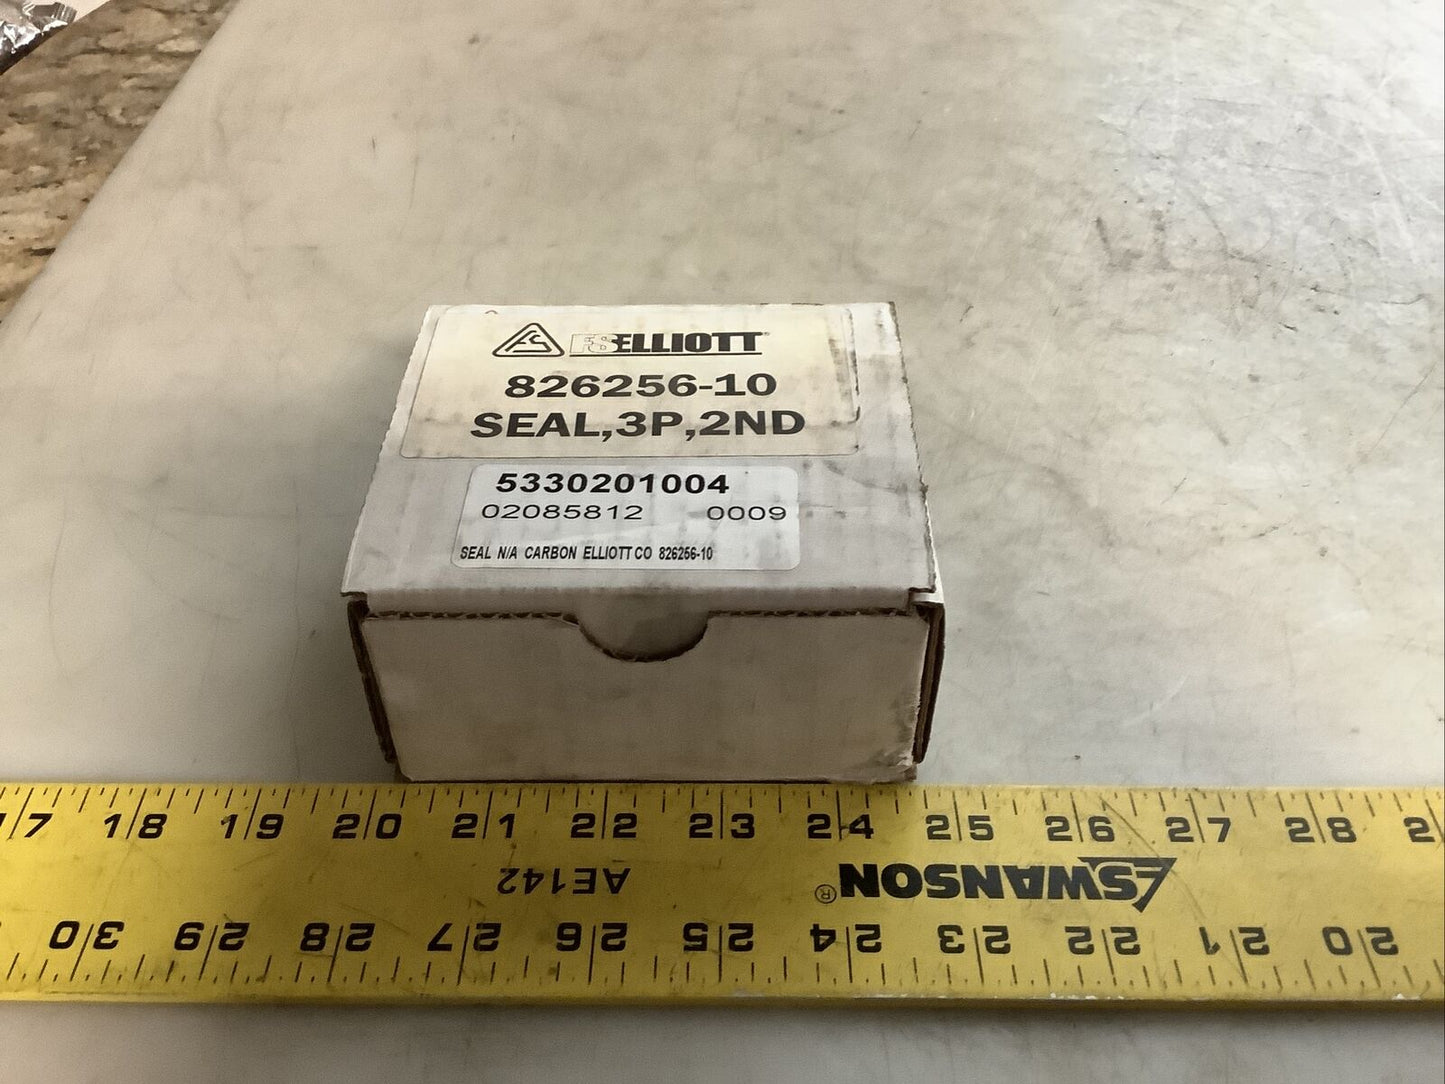 FS ELLIOTT
826256-10
SEAL,3P,2ND
5330201004
02085812 0009
SEAL N/A CARBON ELLIOTT CO 826256-10
17 18 19 20 21 22 23 24 25 26 27 28 2
AE142 SWANSON®
30 29 28 27 26 25 24 23 22 21 20